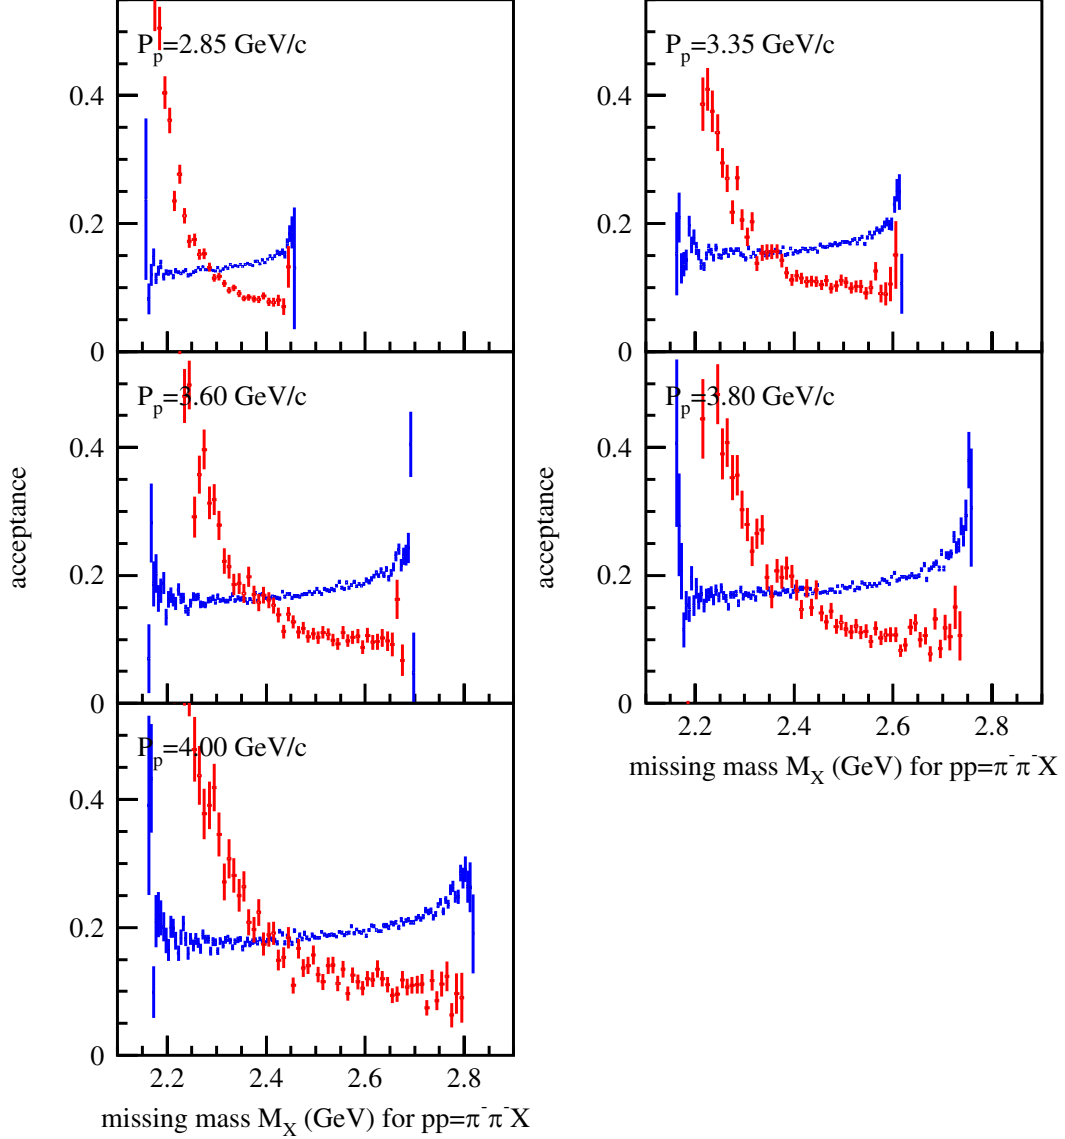 P_p=2.85 GeV/c
0.4
0.2
0
P_p=3.35 GeV/c
0.4
0.2
0
acceptance
P_p=3.60 GeV/c
0.4
0.2
0
acceptance
P_p=3.80 GeV/c
0.4
0.2
0
2.2 2.4 2.6 2.8
missing mass M_X (GeV) for pp=π⁻π⁻X
P_p=4.00 GeV/c
0.4
0.2
0
2.2 2.4 2.6 2.8
missing mass M_X (GeV) for pp=π⁻π⁻X